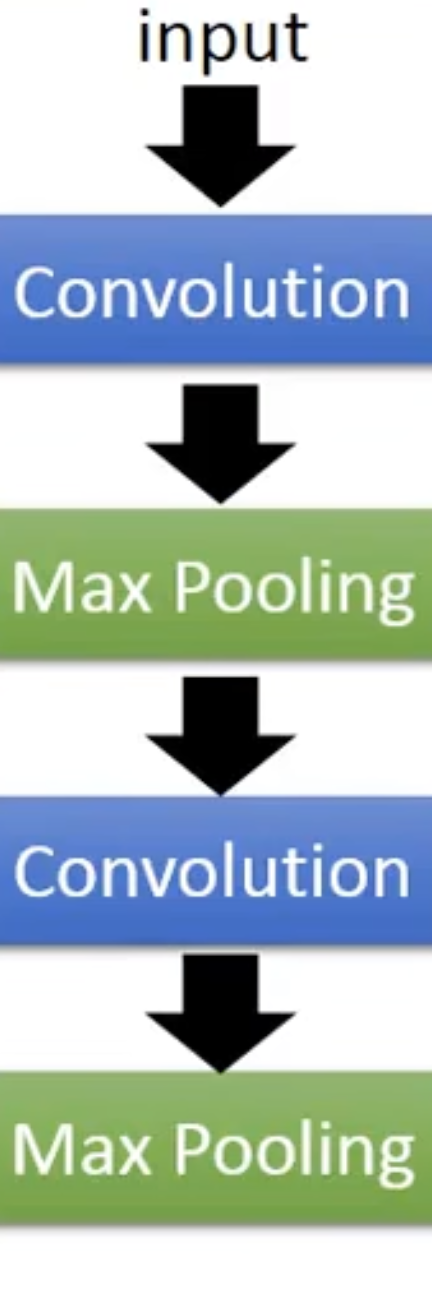 input
Convolution
Max Pooling
Convolution
Max Pooling